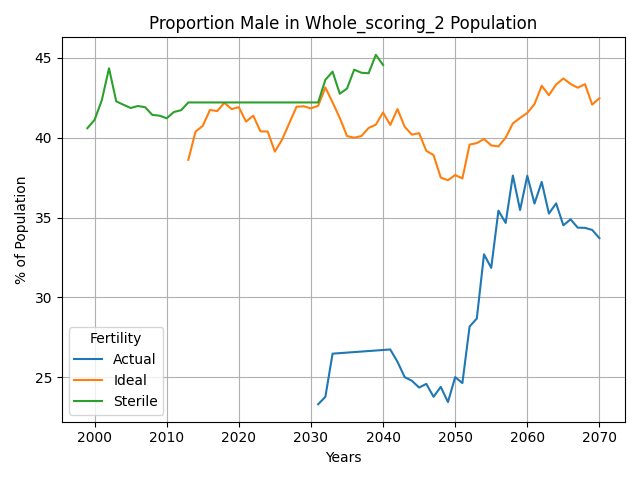 Proportion Male in Whole_scoring_2 Population
% of Population
45
40
35
30
25
Fertility
Actual
Ideal
Sterile
2000 2010 2020 2030 2040 2050 2060 2070
Years